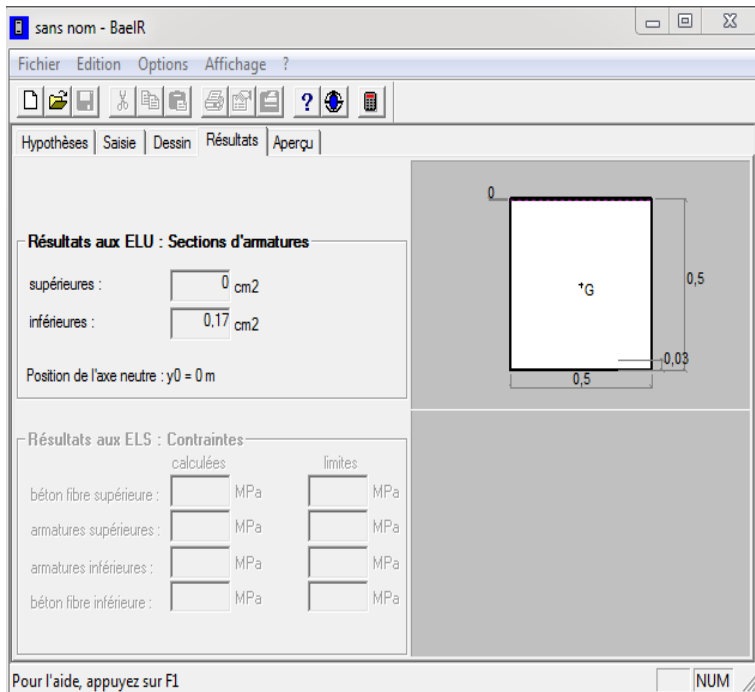 sans nom - BaelR
Fichier Edition Options Affichage ?
Hypothèses Saisie Dessin Résultats Aperçu
Résultats aux ELU : Sections d'armatures
supérieures : 0 cm2
inférieures : 0,17 cm2
Position de l'axe neutre : y0 = 0 m
0
G
0,5
0,03
0,5
Résultats aux ELS : Contraintes
calculées limites
béton fibre supérieure : MPa MPa
armatures supérieures : MPa MPa
armatures inférieures : MPa MPa
béton fibre inférieure : MPa MPa
Pour l'aide, appuyez sur F1
NUM